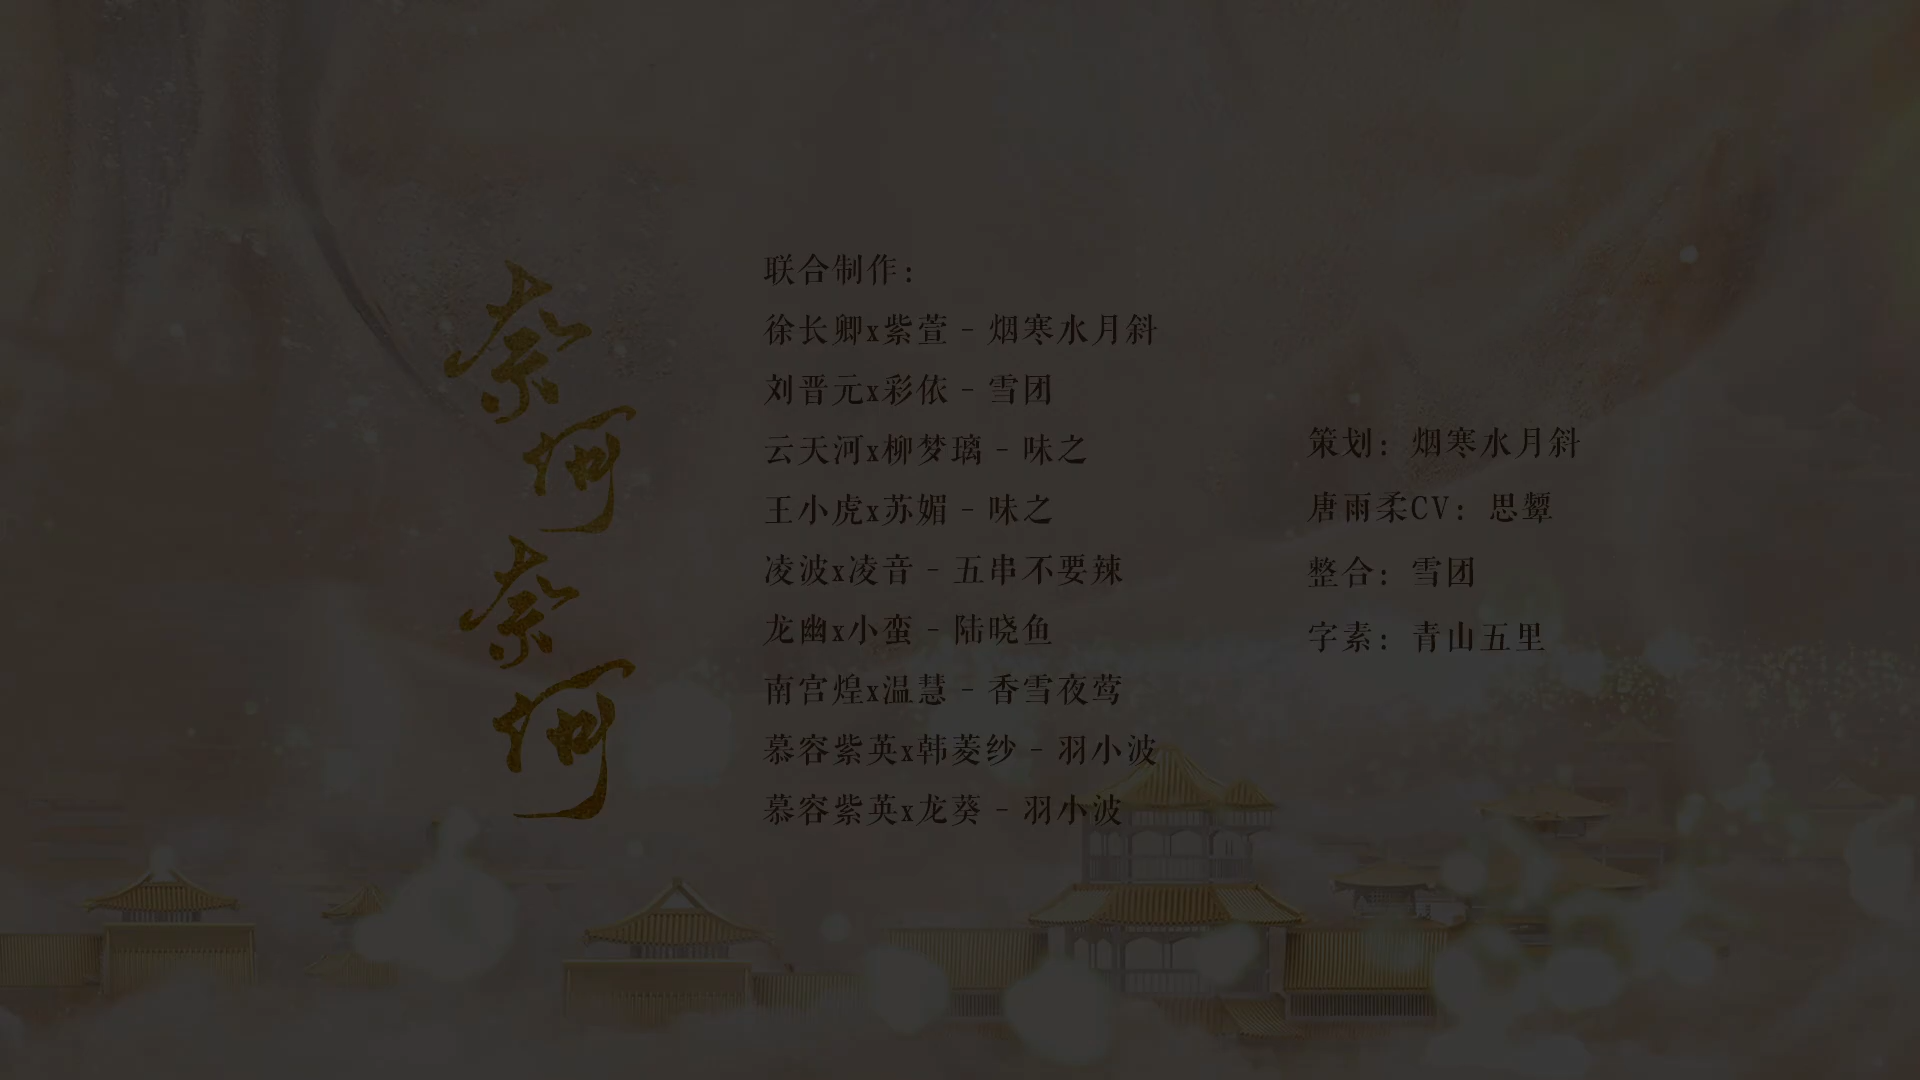 奈何奈何
联合制作：
徐长卿x紫萱 - 烟寒水月斜
刘晋元x彩依 - 雪团
云天河x柳梦璃 - 味之
王小虎x苏媚 - 味之
凌波x凌音 - 五串不要辣
龙幽x小蛮 - 陆晓鱼
南宫煌x温慧 - 香雪夜莺
慕容紫英x韩菱纱 - 羽小波
慕容紫英x龙葵 - 羽小波
策划：烟寒水月斜
唐雨柔CV：思颦
整合：雪团
字素：青山五里